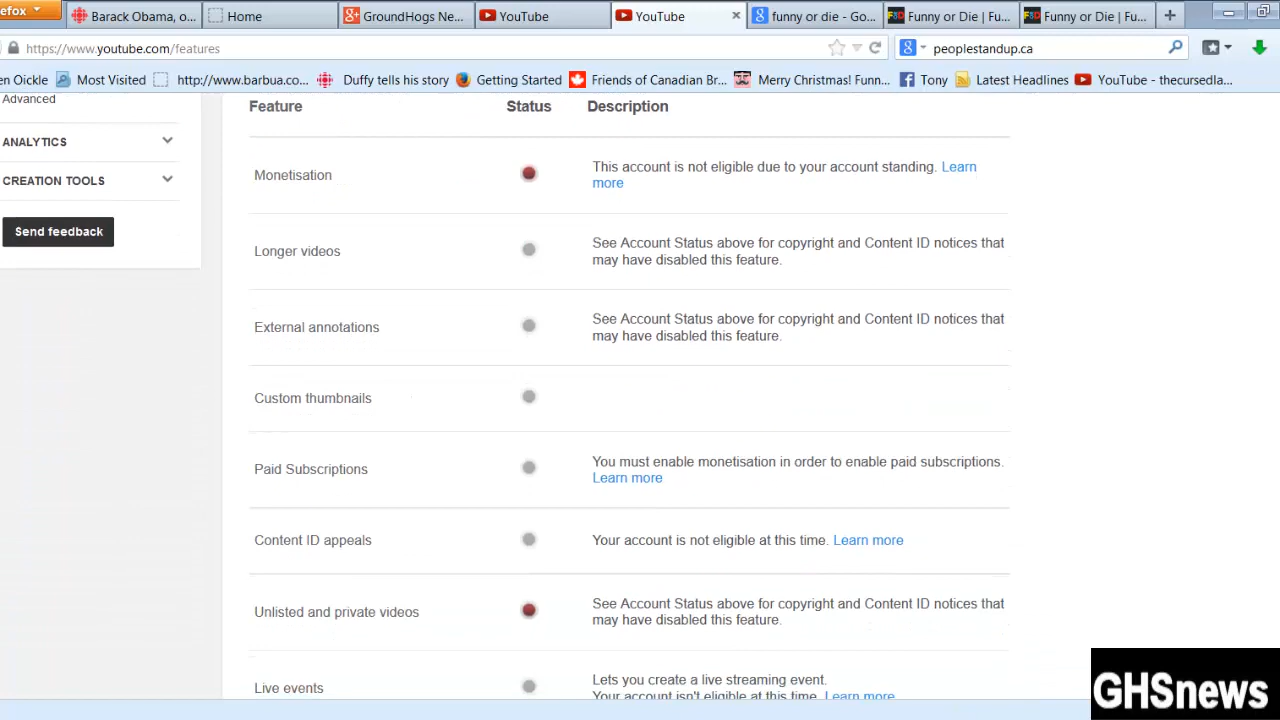 efox
Barack Obama, o...
Home
GroundHogs Ne...
YouTube
YouTube
funny or die - Go...
Funny or Die | Fu...
Funny or Die | Fu...
https://www.youtube.com/features
peoplestandup.ca
en Oickle
Most Visited
http://www.barbua.co...
Duffy tells his story
Getting Started
Friends of Canadian Br...
Merry Christmas! Funn...
Tony
Latest Headlines
YouTube - thecursedla...
Advanced
ANALYTICS
CREATION TOOLS
Send feedback
Feature Status Description
Monetisation
This account is not eligible due to your account standing. Learn
more
Longer videos
See Account Status above for copyright and Content ID notices that
may have disabled this feature.
External annotations
See Account Status above for copyright and Content ID notices that
may have disabled this feature.
Custom thumbnails
Paid Subscriptions
You must enable monetisation in order to enable paid subscriptions.
Learn more
Content ID appeals
Your account is not eligible at this time. Learn more
Unlisted and private videos
See Account Status above for copyright and Content ID notices that
may have disabled this feature.
Live events
Lets you create a live streaming event.
Your account isn't eligible at this time. Learn more
GHSnews